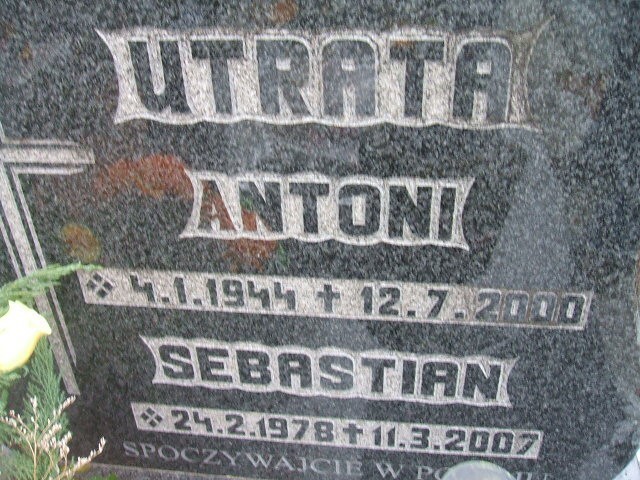 UTRATA
ANTONI
4.1.1944 † 12.7.2000
SEBASTIAN
24.2.1978 † 11.3.2007
SPOCZYWAJCIE W